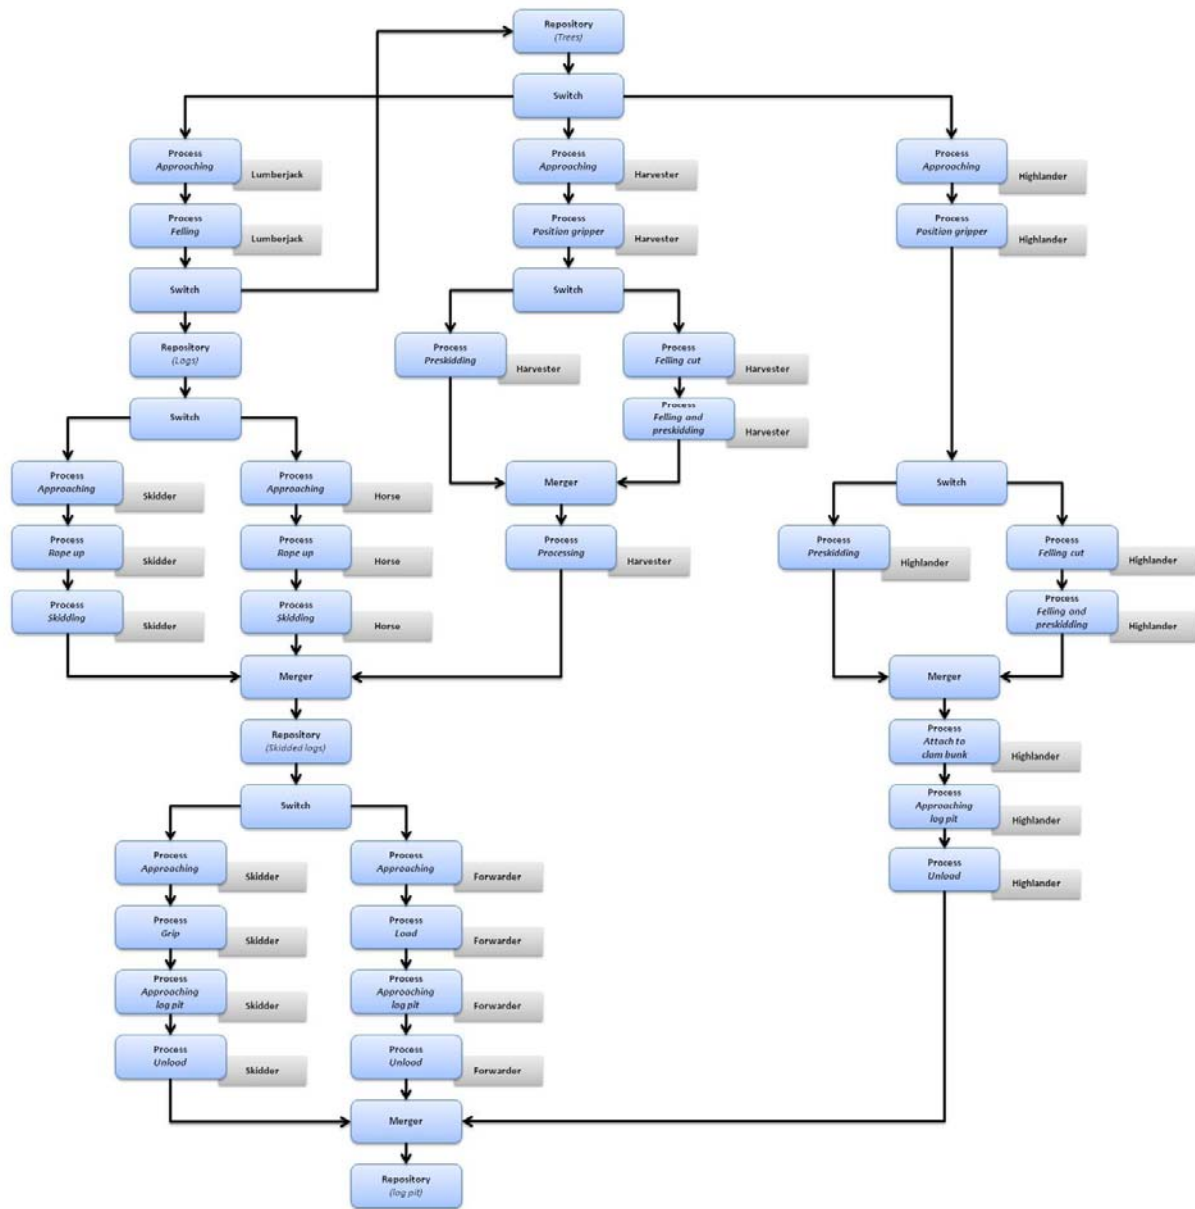 Repository
(Trees)
Switch
Process
Approaching
Lumberjack
Process
Approaching
Harvester
Process
Approaching
Highlander
Process
Felling
Lumberjack
Process
Position gripper
Harvester
Process
Position gripper
Highlander
Switch
Switch
Repository
(Logs)
Process
Preskidding
Harvester
Process
Felling cut
Harvester
Switch
Process
Felling and
preskidding
Harvester
Process
Approaching
Skidder
Process
Approaching
Horse
Merger
Switch
Process
Rope up
Skidder
Process
Rope up
Horse
Process
Processing
Harvester
Process
Preskidding
Highlander
Process
Felling cut
Highlander
Process
Skidding
Skidder
Process
Skidding
Horse
Process
Felling and
preskidding
Highlander
Merger
Merger
Repository
(Skidded logs)
Process
Attach to
clam bunk
Highlander
Switch
Process
Approaching
log pit
Highlander
Process
Approaching
Skidder
Process
Approaching
Forwarder
Process
Unload
Highlander
Process
Grip
Skidder
Process
Load
Forwarder
Process
Approaching
log pit
Skidder
Process
Approaching
log pit
Forwarder
Process
Unload
Skidder
Process
Unload
Forwarder
Merger
Repository
(log pit)